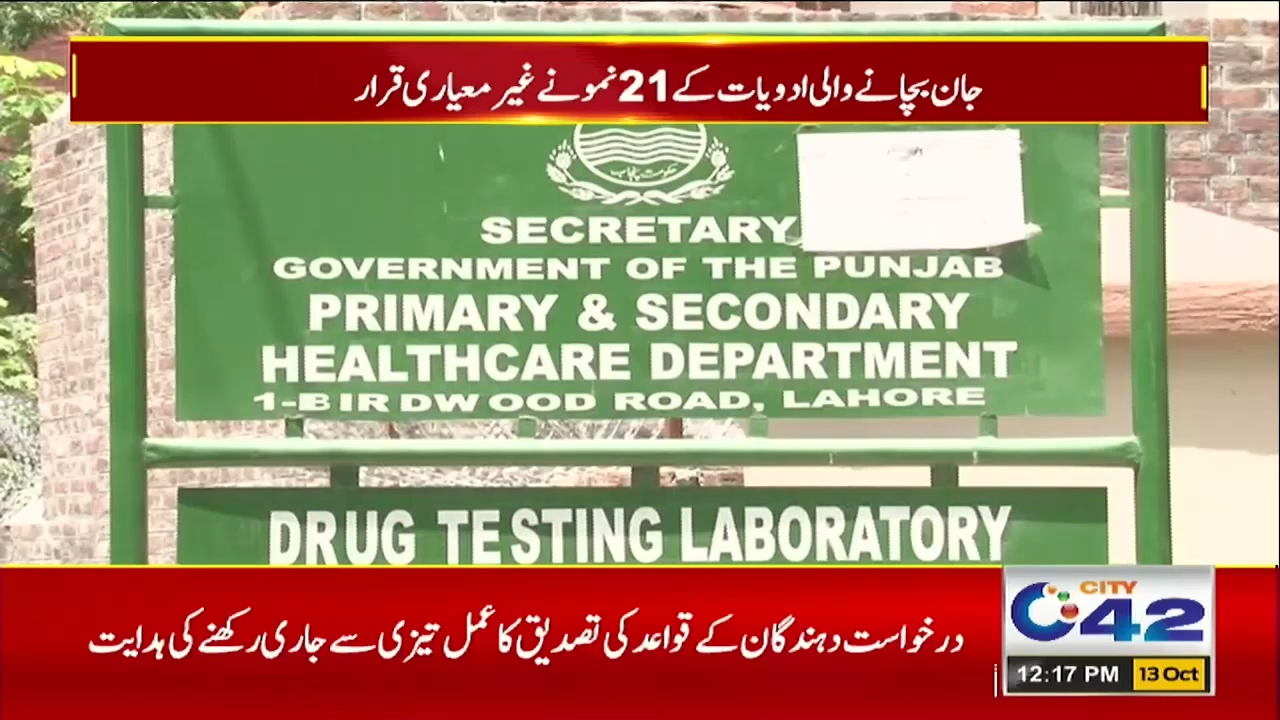 جان بچانے والی ادویات کے 21 نمونے غیر معیاری قرار
حکومت پنجاب
SECRETARY
GOVERNMENT OF THE PUNJAB
PRIMARY & SECONDARY
HEALTHCARE DEPARTMENT
1-BIRDWOOD ROAD, LAHORE
DRUG TESTING LABORATORY
درخواست دہندگان کے قواعد کی تصدیق کا عمل تیزی سے جاری رکھنے کی ہدایت
CITY
42
12:17 PM 13 Oct